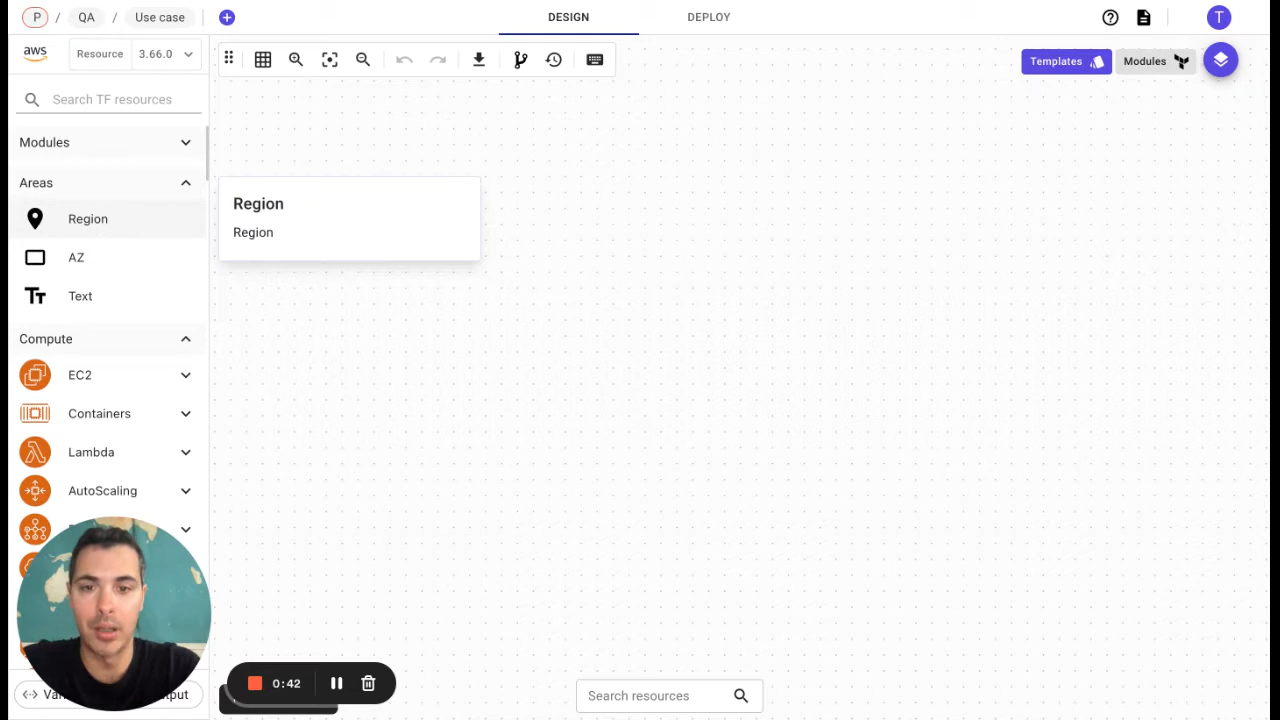 P / QA / Use case
DESIGN
DEPLOY
T
aws
Resource
3.66.0
Templates
Modules
Search TF resources
Modules
Areas
Region
AZ
Text
Region
Region
Compute
EC2
Containers
Lambda
AutoScaling
0:42
Search resources